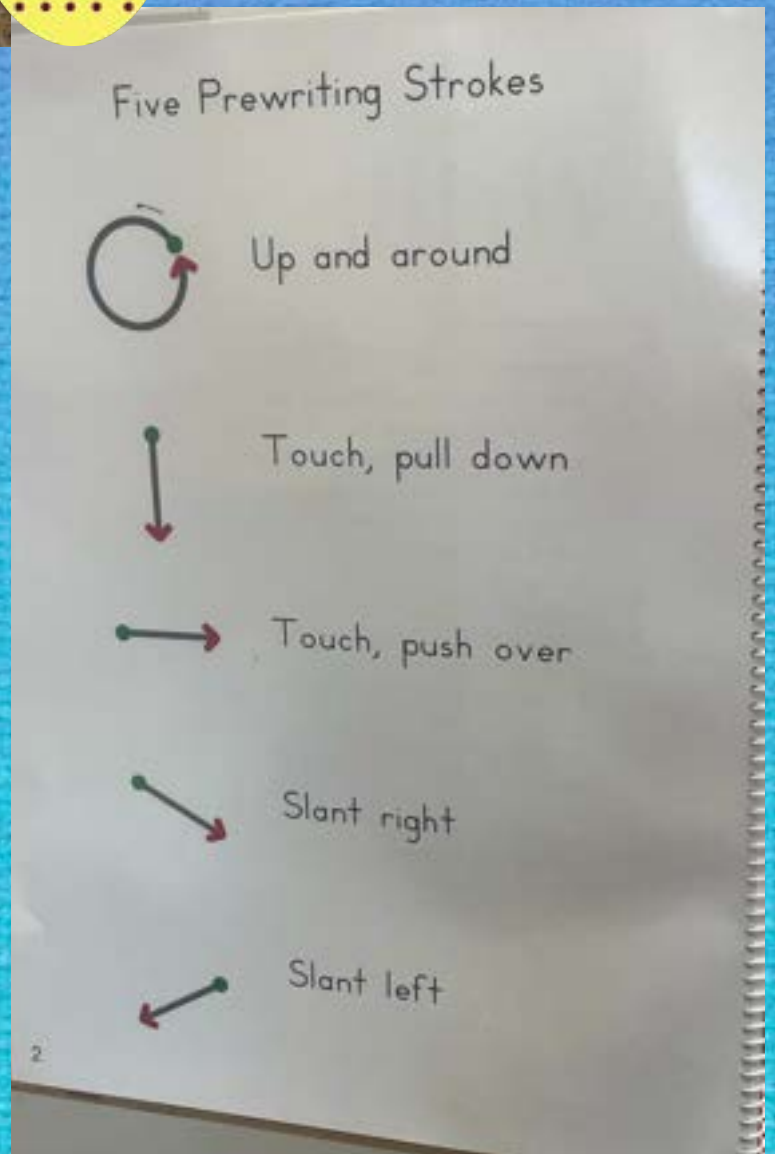 Five Prewriting Strokes
Up and around
Touch, pull down
Touch, push over
Slant right
Slant left
2